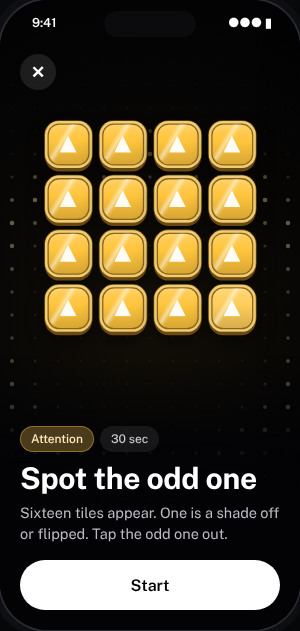 9:41
Attention
30 sec
Spot the odd one
Sixteen tiles appear. One is a shade off
or flipped. Tap the odd one out.
Start